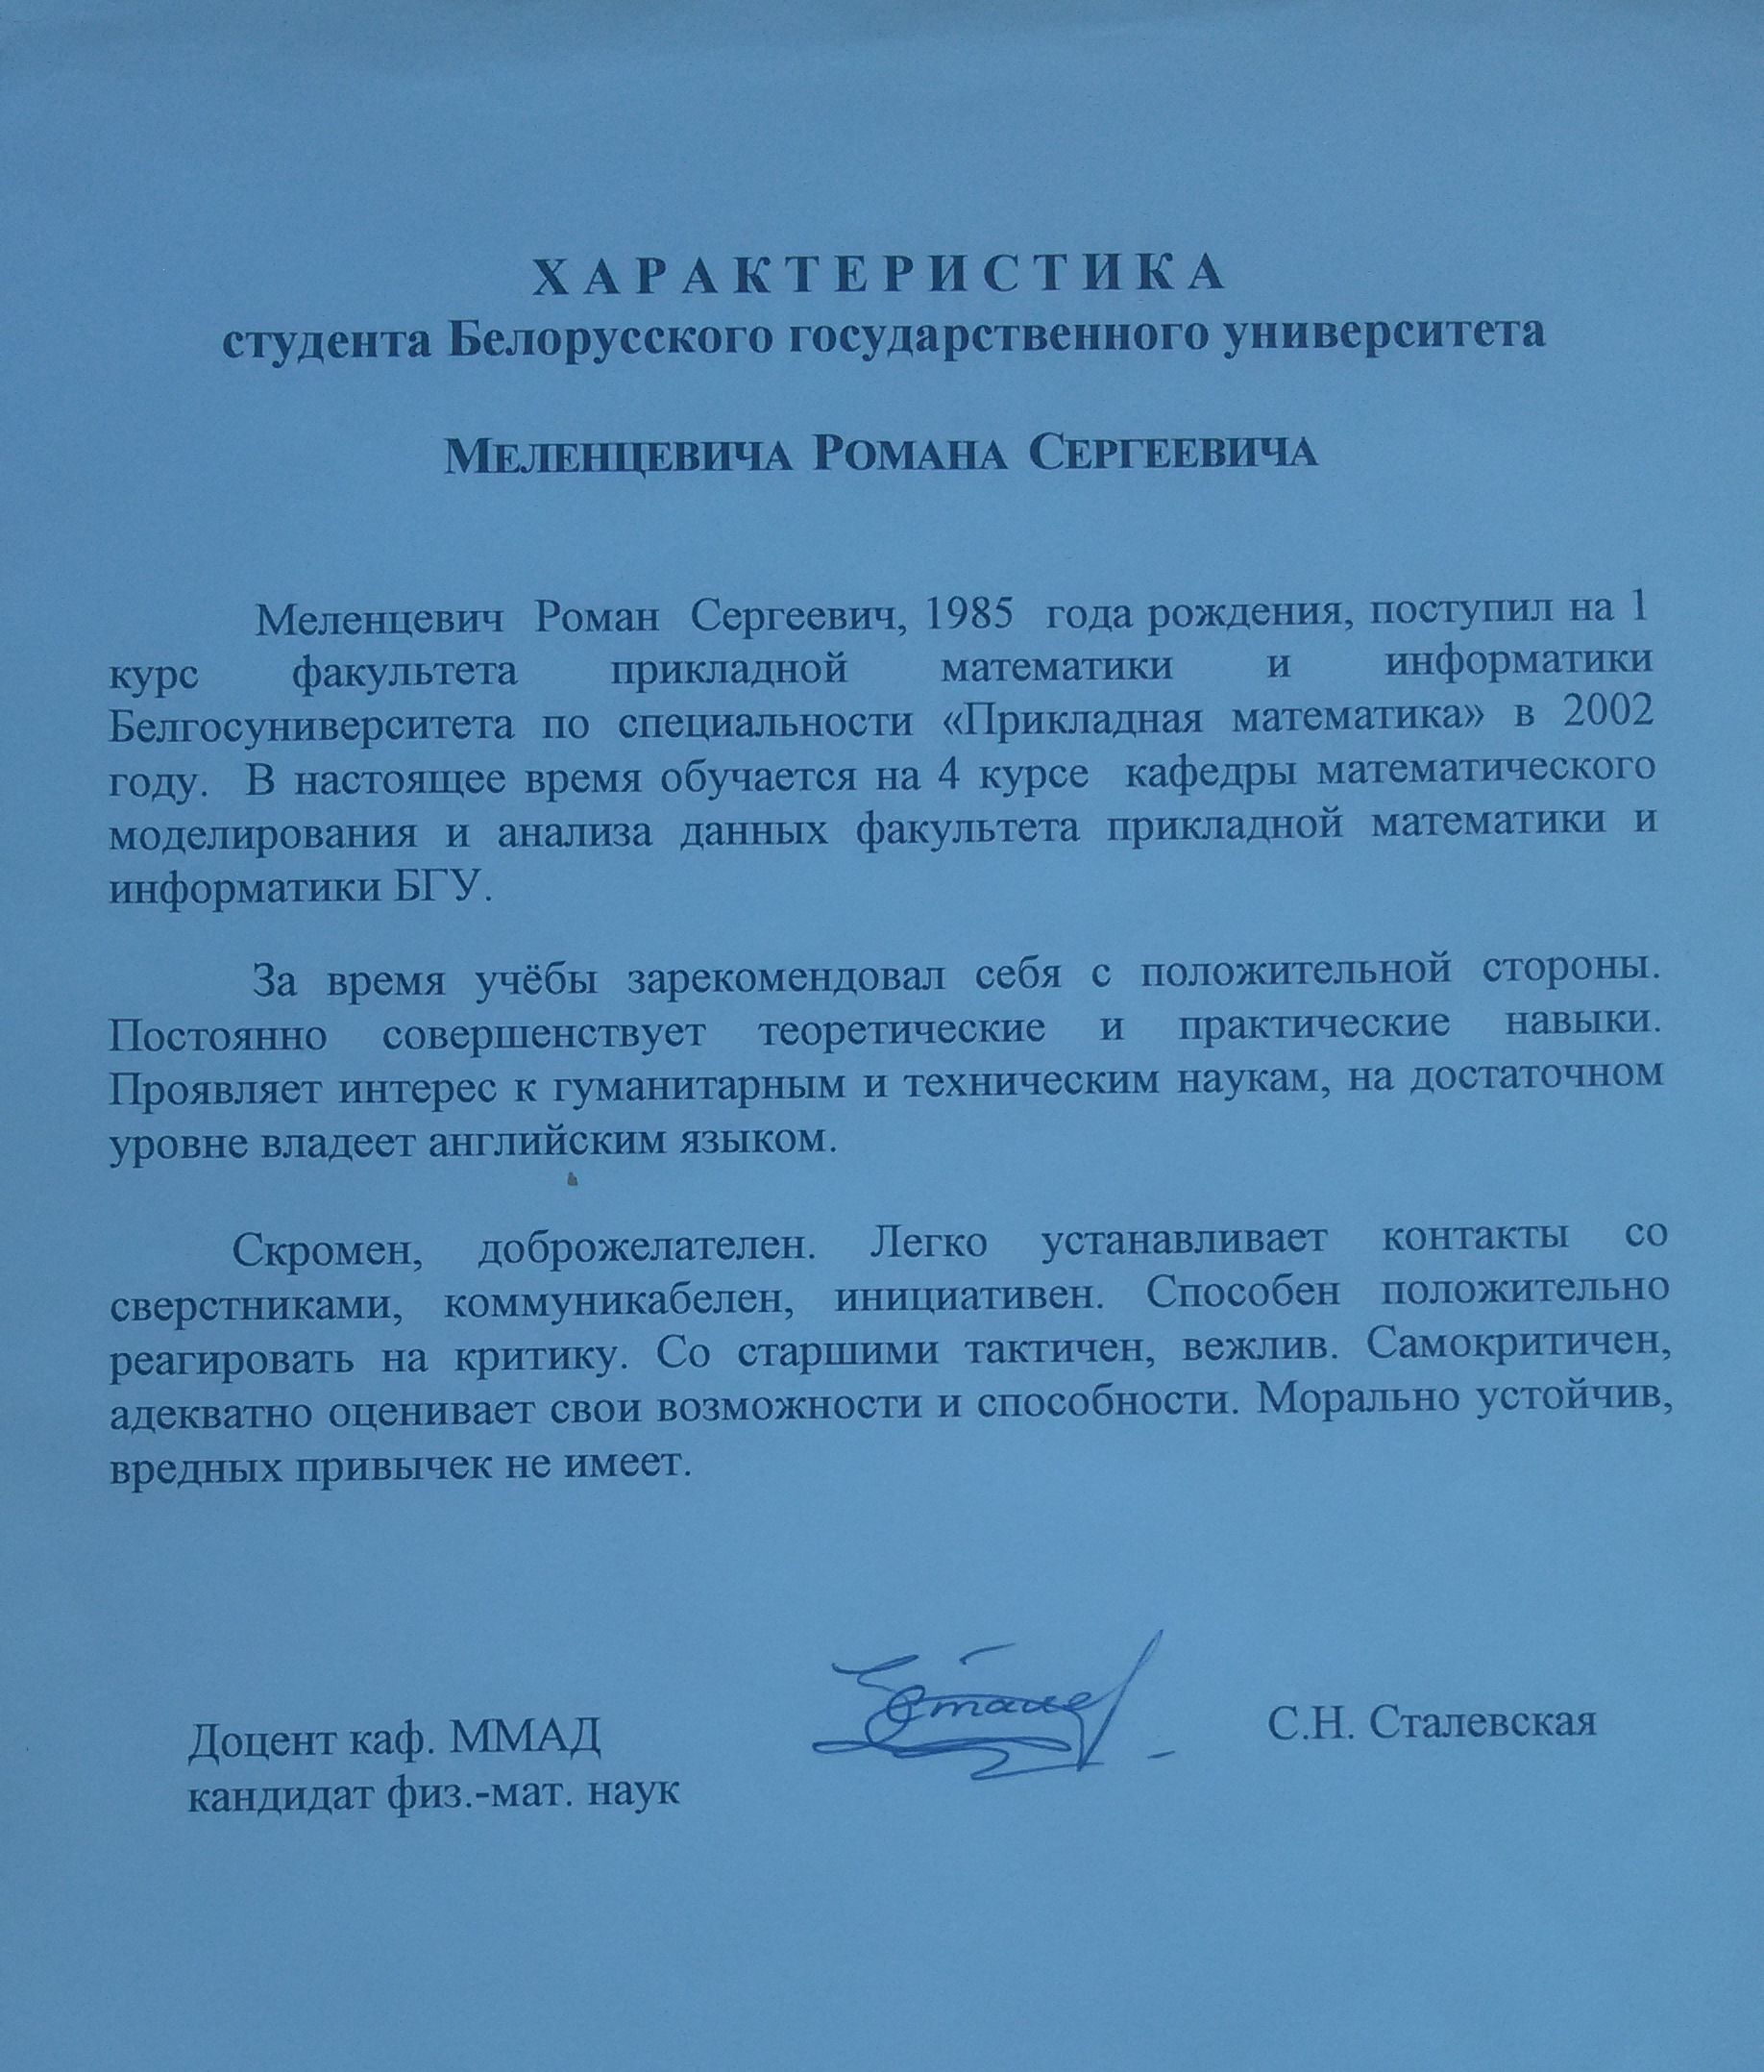 ХАРАКТЕРИСТИКА
студента Белорусского государственного университета
МЕЛЕНЦЕВИЧА РОМАНА СЕРГЕЕВИЧА
Меленцевич Роман Сергеевич, 1985 года рождения, поступил на 1
курс факультета прикладной математики и информатики
Белгосуниверситета по специальности «Прикладная математика» в 2002
году. В настоящее время обучается на 4 курсе кафедры математического
моделирования и анализа данных факультета прикладной математики и
информатики БГУ.
За время учёбы зарекомендовал себя с положительной стороны.
Постоянно совершенствует теоретические и практические навыки.
Проявляет интерес к гуманитарным и техническим наукам, на достаточном
уровне владеет английским языком.
Скромен, доброжелателен. Легко устанавливает контакты со
сверстниками, коммуникабелен, инициативен. Способен положительно
реагировать на критику. Со старшими тактичен, вежлив. Самокритичен,
адекватно оценивает свои возможности и способности. Морально устойчив,
вредных привычек не имеет.
Доцент каф. ММАД
кандидат физ.-мат. наук
С.Н. Сталевская